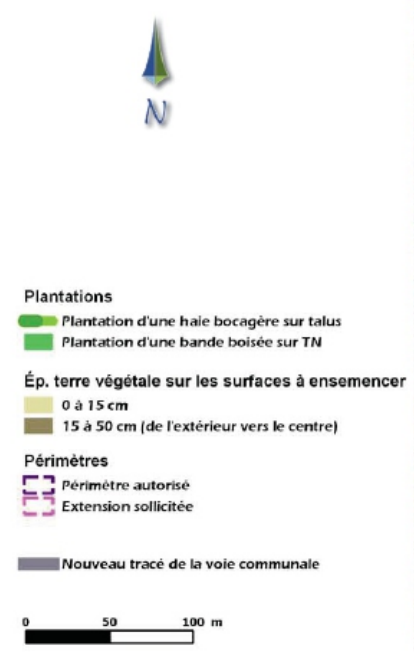 N
Plantations
Plantation d'une haie bocagère sur talus
Plantation d'une bande boisée sur TN
Ép. terre végétale sur les surfaces à ensemencer
0 à 15 cm
15 à 50 cm (de l'extérieur vers le centre)
Périmètres
Périmètre autorisé
Extension sollicitée
Nouveau tracé de la voie communale
0 50 100 m